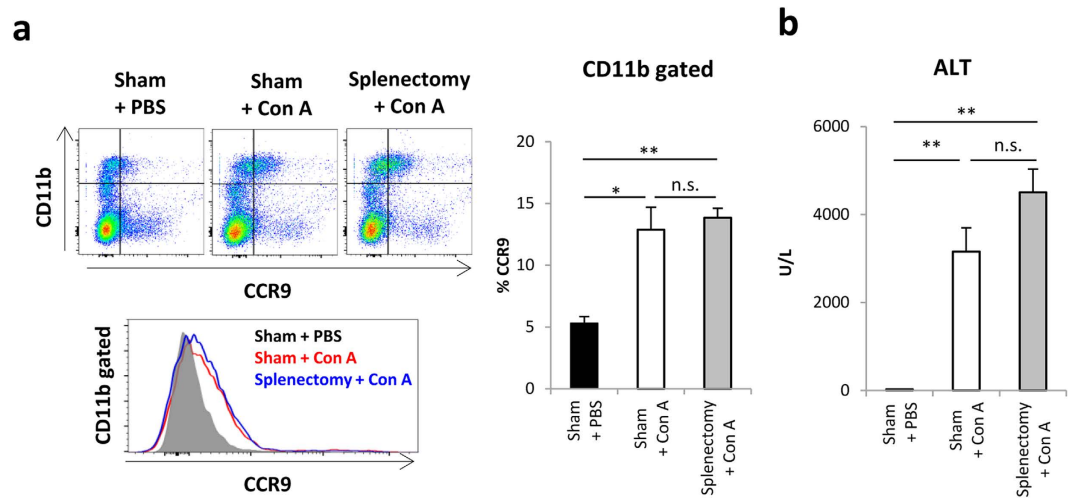 a
Sham
+ PBS
Sham
+ Con A
Splenectomy
+ Con A
CD11b
CCR9
CD11b gated
Sham + PBS
Sham + Con A
Splenectomy + Con A
CCR9
CD11b gated
% CCR9
20
15
10
5
0
**
*
n.s.
Sham
+ PBS
Sham
+ Con A
Splenectomy
+ Con A
b
ALT
U/L
6000
4000
2000
0
**
**
n.s.
Sham
+ PBS
Sham
+ Con A
Splenectomy
+ Con A